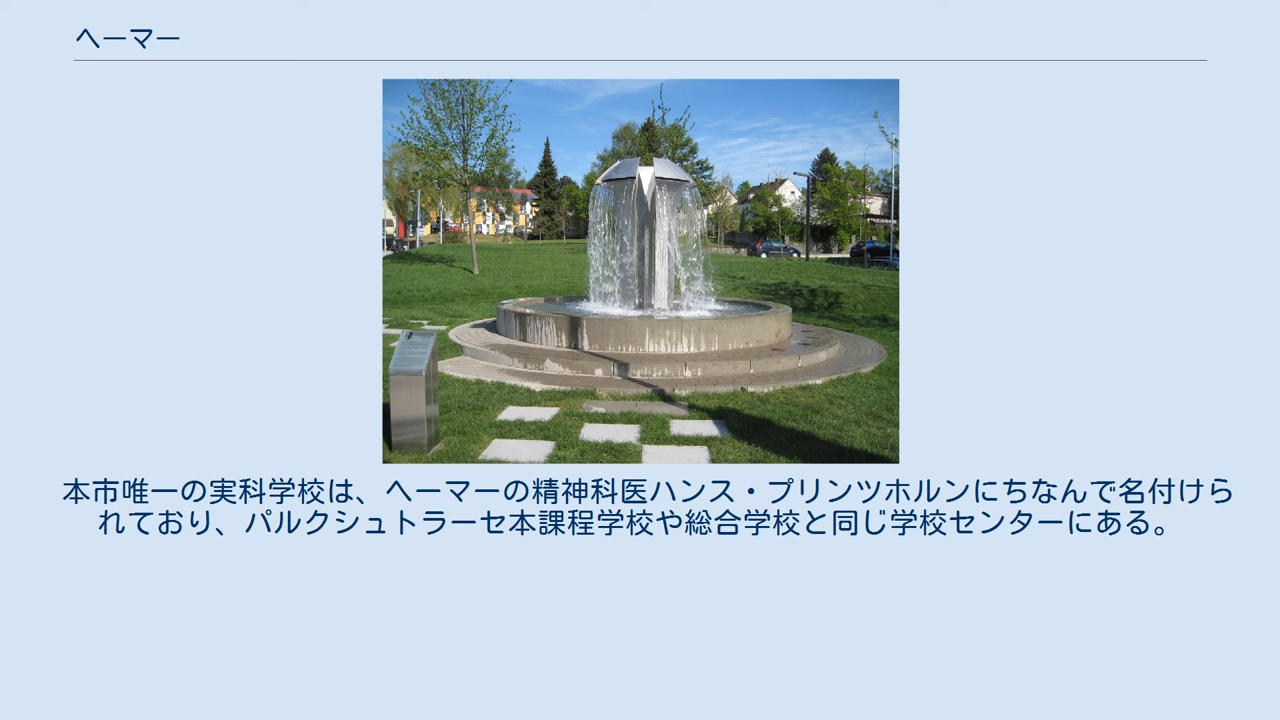 ヘーマー
本市唯一の実科学校は、ヘーマーの精神科医ハンス・プリンツホルンにちなんで名付けら
れており、パルクシュトラーセ本課程学校や総合学校と同じ学校センターにある。